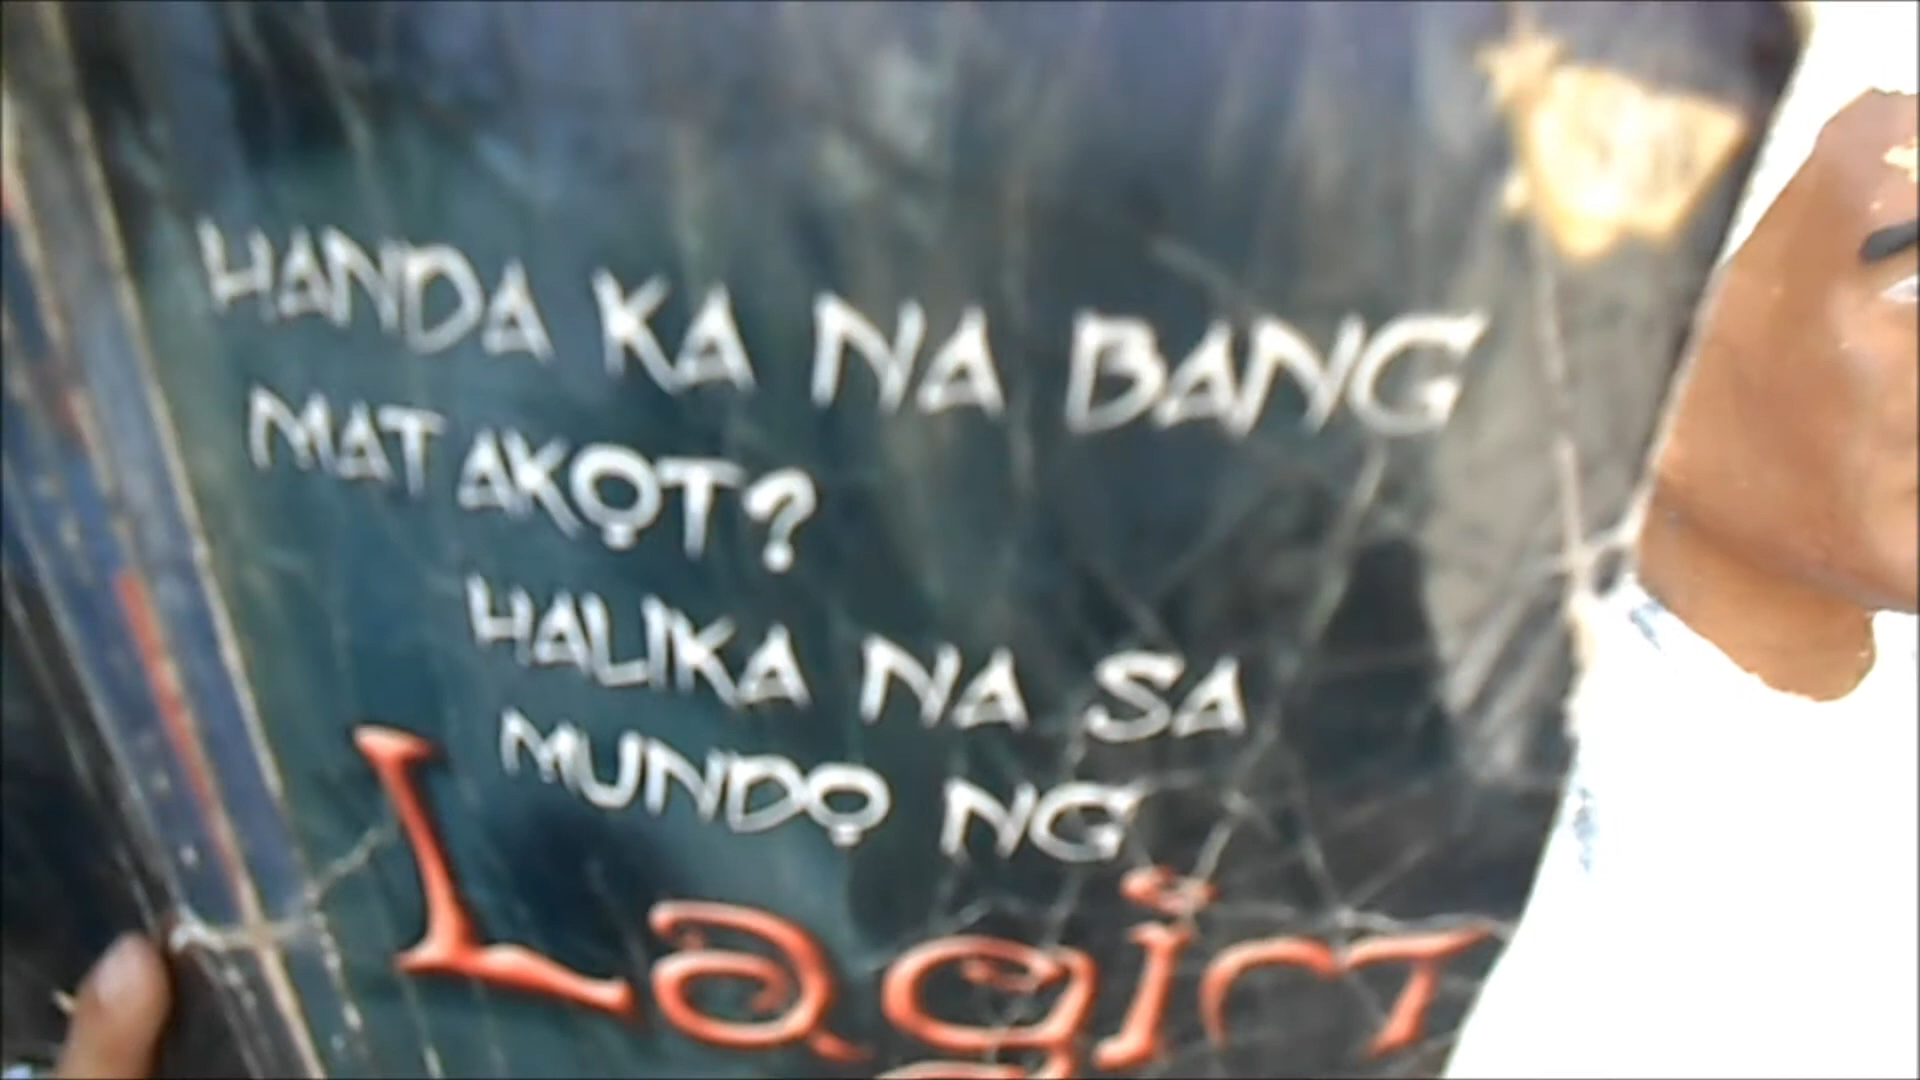 HANDA KA NA BANG
MATAKOT?
HALIKA NA SA
MUNDO NG
Lagim